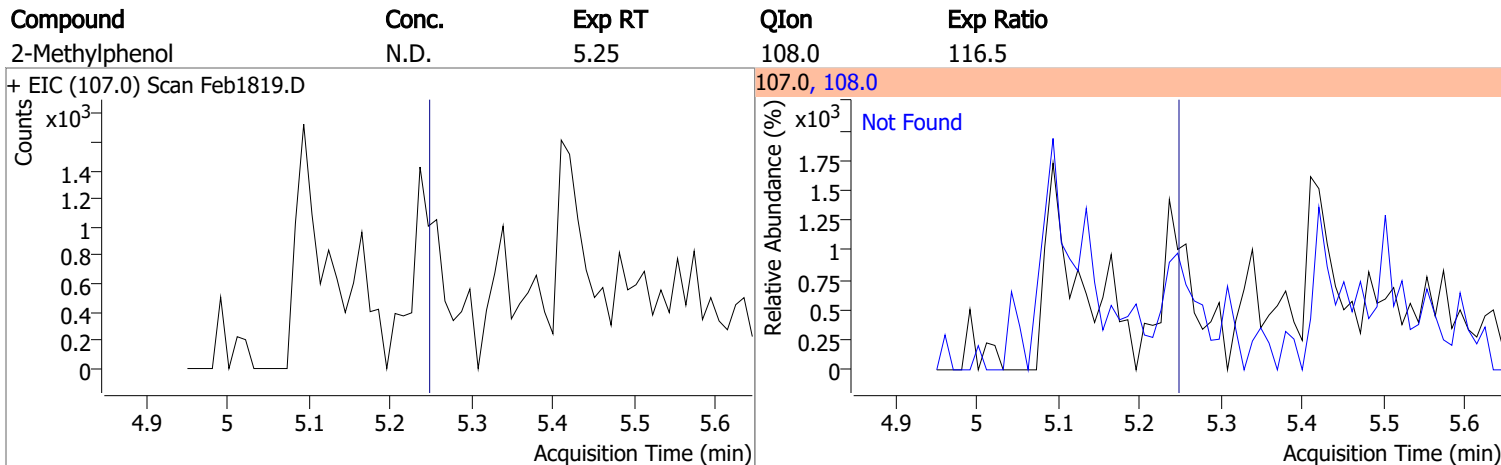 Compound Conc. Exp RT QIon Exp Ratio
2-Methylphenol N.D. 5.25 108.0 116.5
+ EIC (107.0) Scan Feb1819.D
Counts
x10³
1.4
1.2
1
0.8
0.6
0.4
0.2
0
4.9 5 5.1 5.2 5.3 5.4 5.5 5.6
Acquisition Time (min)
107.0, 108.0
Relative Abundance (%)
x10³
Not Found
1.75
1.5
1.25
1
0.75
0.5
0.25
0
4.9 5 5.1 5.2 5.3 5.4 5.5 5.6
Acquisition Time (min)